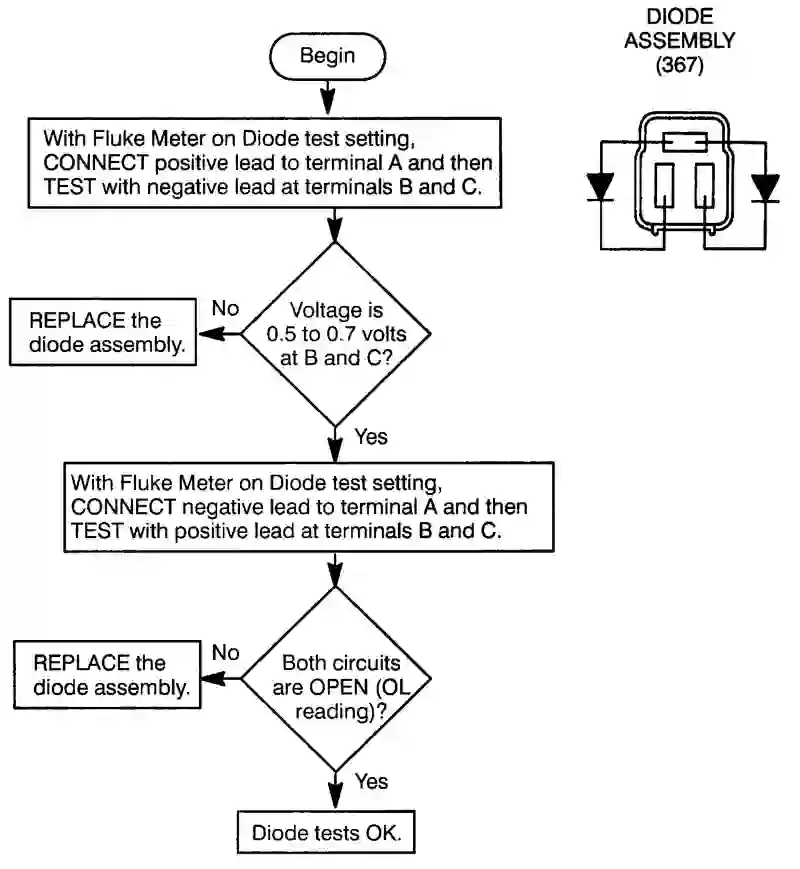 DIODE
ASSEMBLY
(367)
Begin
With Fluke Meter on Diode test setting,
CONNECT positive lead to terminal A and then
TEST with negative lead at terminals B and C.
Voltage is
0.5 to 0.7 volts
at B and C?
No
REPLACE the
diode assembly.
Yes
With Fluke Meter on Diode test setting,
CONNECT negative lead to terminal A and then
TEST with positive lead at terminals B and C.
Both circuits
are OPEN (OL
reading)?
No
REPLACE the
diode assembly.
Yes
Diode tests OK.